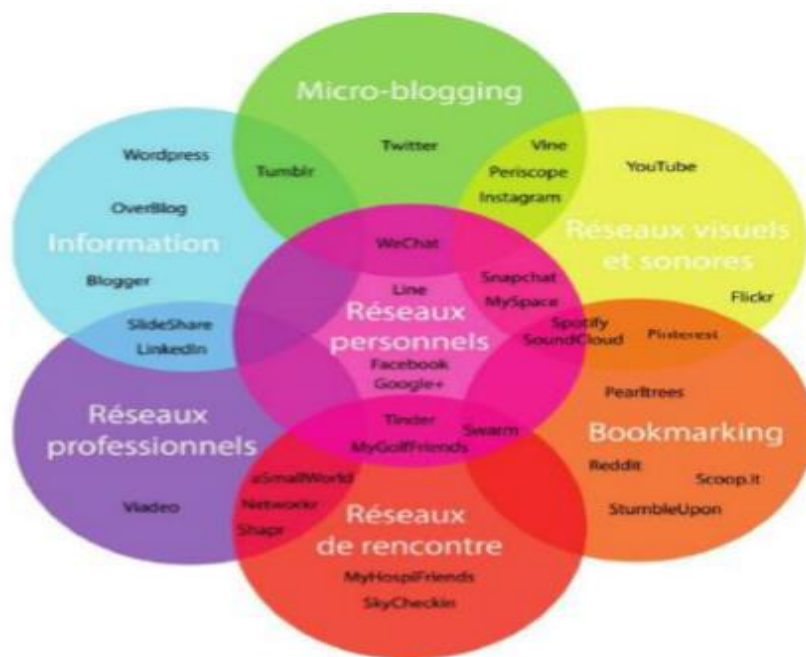 Micro-blogging
Twitter
Vine
Periscope
Instagram
Wordpress
Tumblr
OverBlog
Information
Blogger
YouTube
Réseaux visuels
et sonores
Flickr
WeChat
Line
Snapchat
MySpace
Réseaux
personnels
Facebook
Google+
SlideShare
LinkedIn
Spotify
SoundCloud
Pinterest
Réseaux
professionnels
Viadeo
Tinder
MyGolfFriends
Swarm
Pearltrees
Bookmarking
Reddit
Scoop.it
StumbleUpon
aSmallWorld
Networkr
Shapr
Réseaux
de rencontre
MyHospiFriends
SkyCheckin